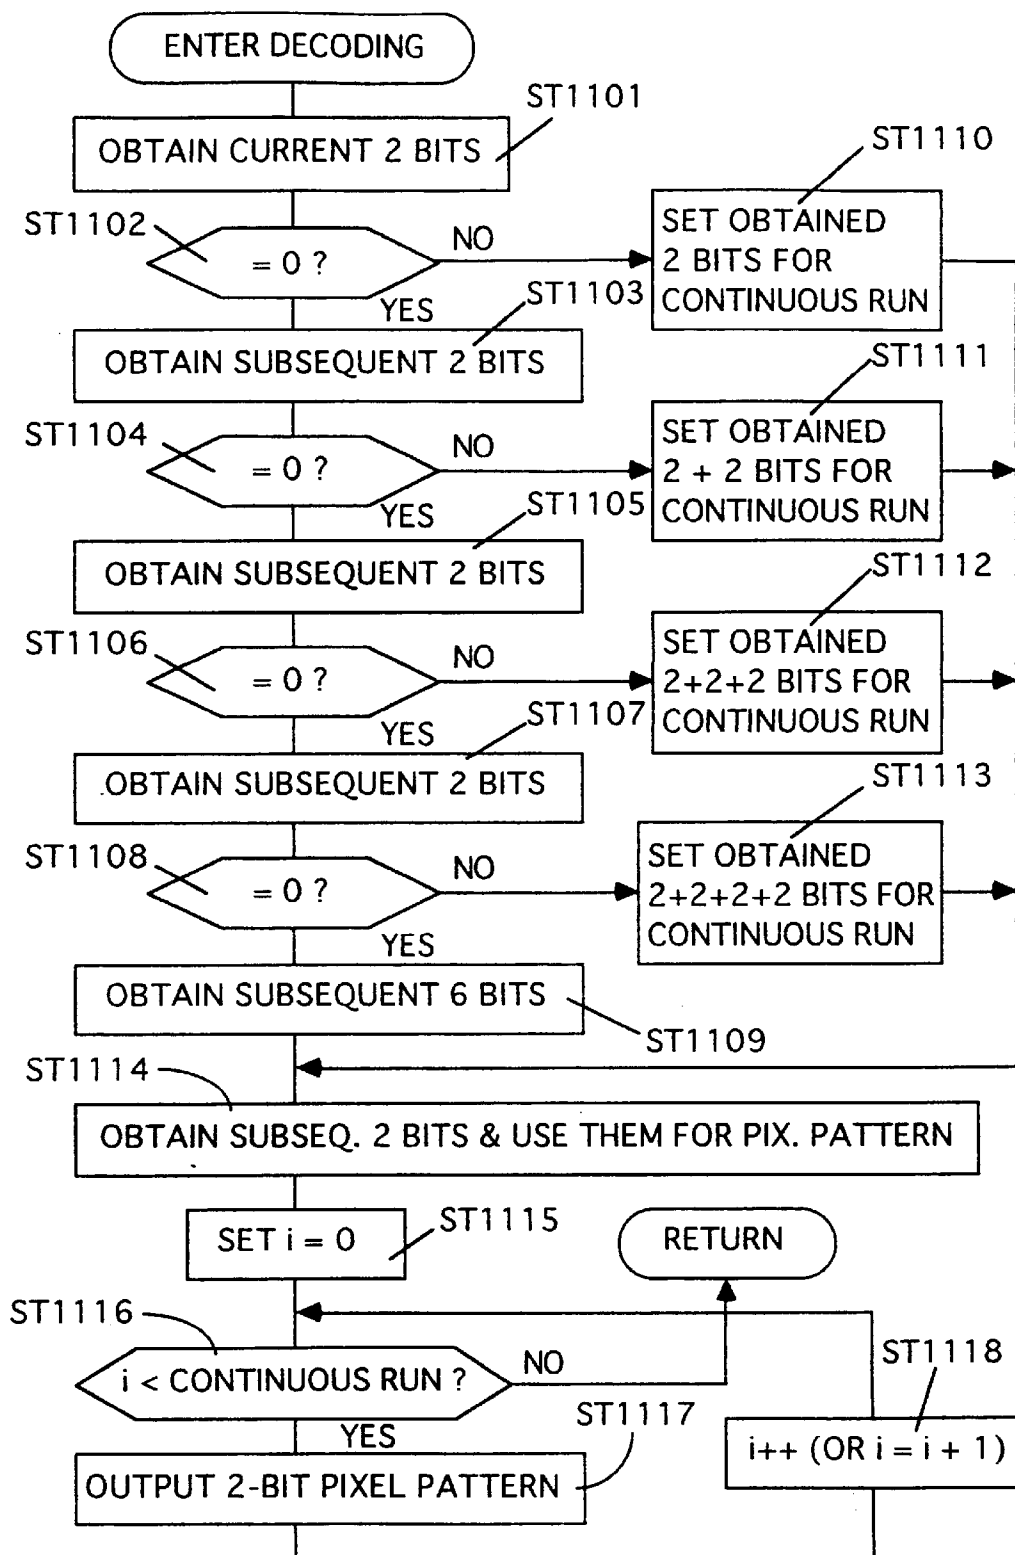 ENTER DECODING
ST1101
OBTAIN CURRENT 2 BITS
ST1110
ST1102
= 0 ?
NO
SET OBTAINED
2 BITS FOR
CONTINUOUS RUN
YES
ST1103
OBTAIN SUBSEQUENT 2 BITS
ST1111
ST1104
= 0 ?
NO
SET OBTAINED
2 + 2 BITS FOR
CONTINUOUS RUN
YES
ST1105
OBTAIN SUBSEQUENT 2 BITS
ST1112
ST1106
= 0 ?
NO
SET OBTAINED
2+2+2 BITS FOR
CONTINUOUS RUN
YES
ST1107
OBTAIN SUBSEQUENT 2 BITS
ST1113
ST1108
= 0 ?
NO
SET OBTAINED
2+2+2+2 BITS FOR
CONTINUOUS RUN
YES
OBTAIN SUBSEQUENT 6 BITS
ST1109
ST1114
OBTAIN SUBSEQ. 2 BITS & USE THEM FOR PIX. PATTERN
SET i = 0
ST1115
RETURN
ST1116
i < CONTINUOUS RUN ?
NO
ST1118
YES
ST1117
i++ (OR i = i + 1)
OUTPUT 2-BIT PIXEL PATTERN